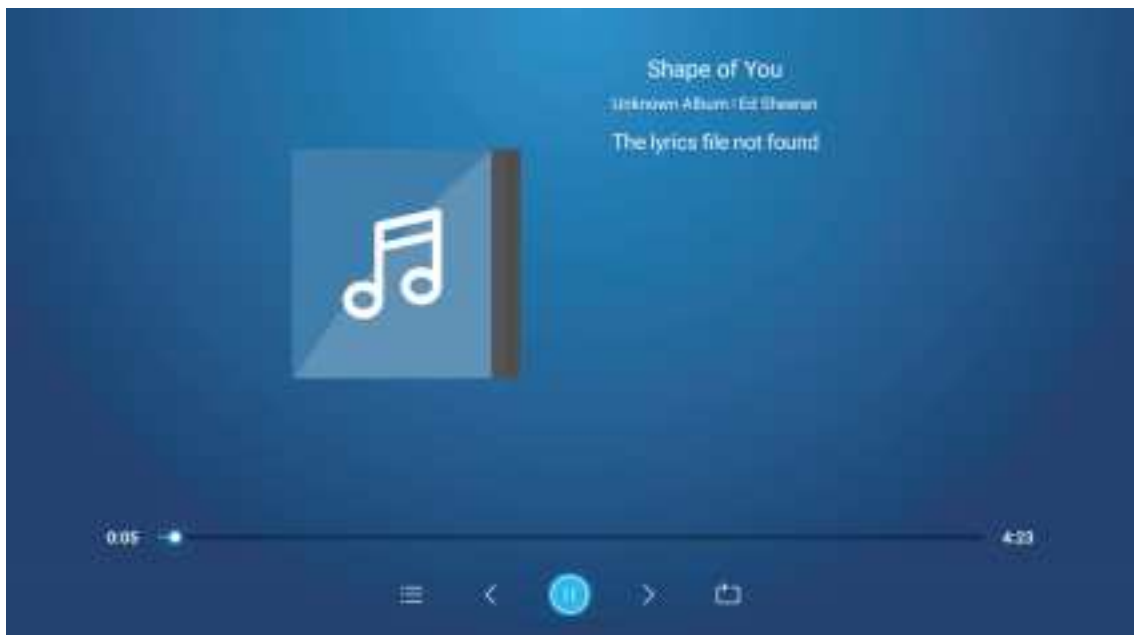 Shape of You
Unknown Album / Ed Sheeran
The lyrics file not found
0:05
4:23